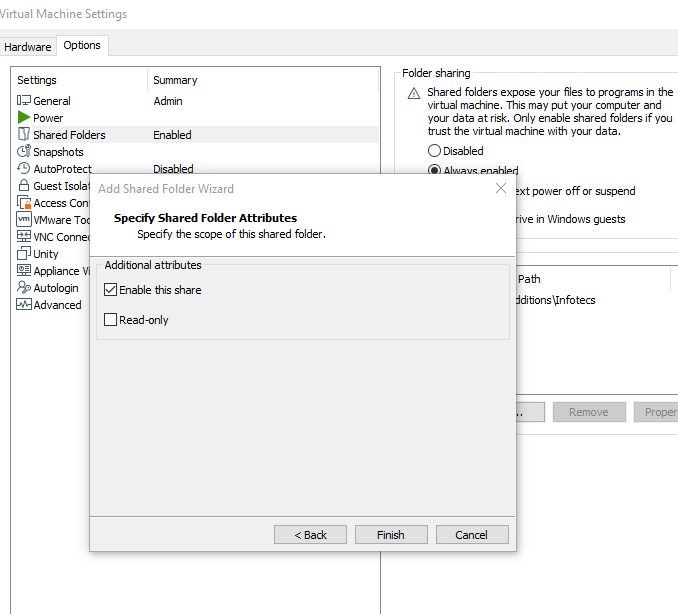 Virtual Machine Settings
Hardware
Options
Settings
Summary
General
Admin
Power
Shared Folders
Enabled
Snapshots
AutoProtect
Disabled
Guest Isolat
Access Con
VMware Too
VNC Connec
Unity
Appliance Vi
Autologin
Advanced
Folder sharing
Shared folders expose your files to programs in the
virtual machine. This may put your computer and
your data at risk. Only enable shared folders if you
trust the virtual machine with your data.
Disabled
Always enabled
ext power off or suspend
rive in Windows guests
Path
dditions\Infotecs
..
Remove
Proper
Add Shared Folder Wizard
Specify Shared Folder Attributes
Specify the scope of this shared folder.
Additional attributes
Enable this share
Read-only
< Back
Finish
Cancel